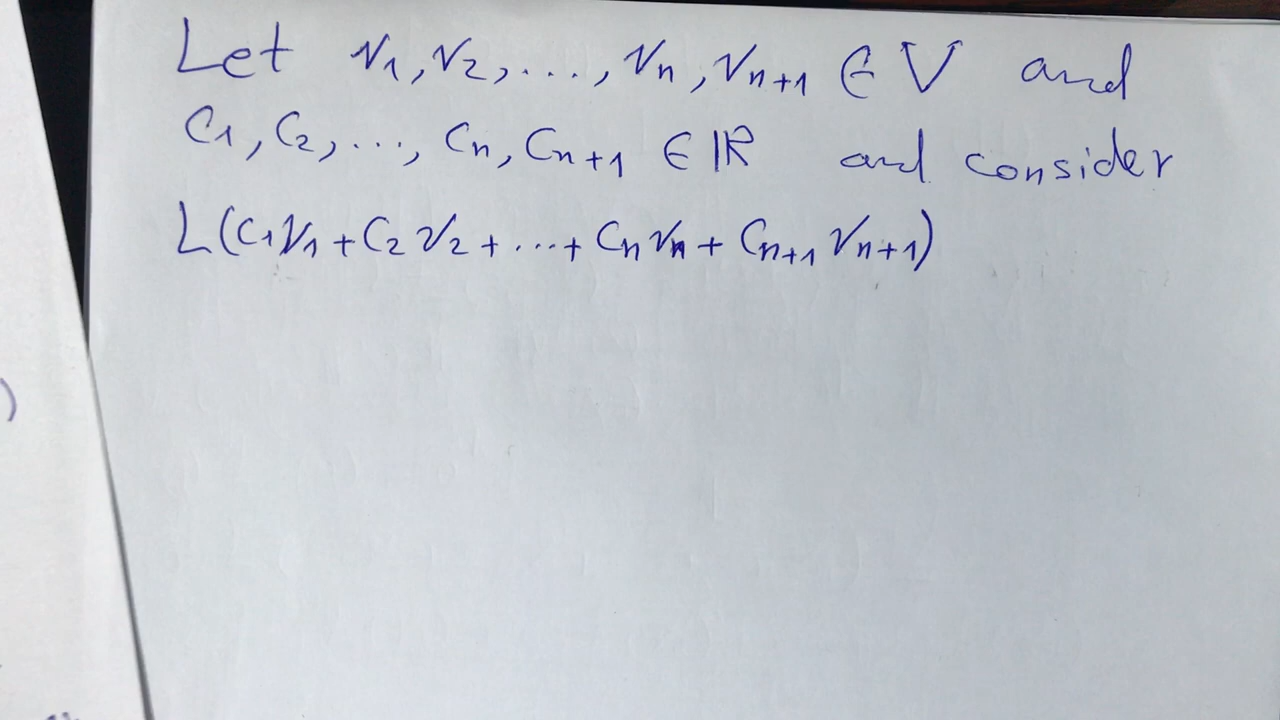 Let v₁, v₂, ..., vₙ, vₙ₊₁ ∈ V and
c₁, c₂, ..., cₙ, cₙ₊₁ ∈ ℝ and consider
L(c₁v₁ + c₂v₂ + ... + cₙvₙ + cₙ₊₁vₙ₊₁)
)